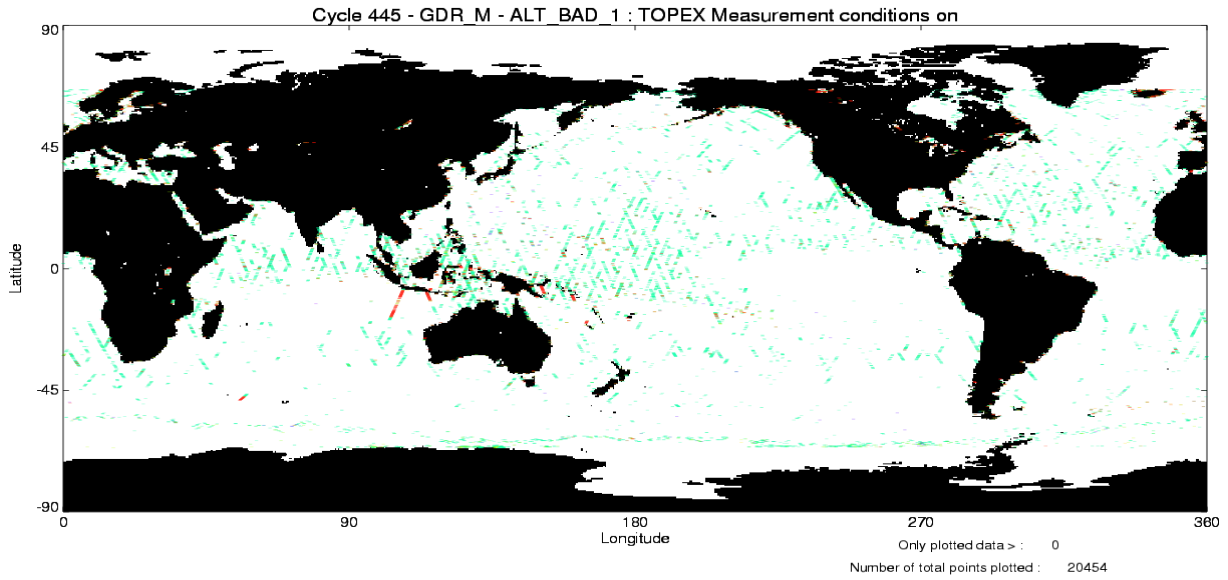 Cycle 445 - GDR_M - ALT_BAD_1 : TOPEX Measurement conditions on
90
45
0
-45
-90
Latitude
0 90 180 270 360
Longitude
Only plotted data > : 0
Number of total points plotted : 20454